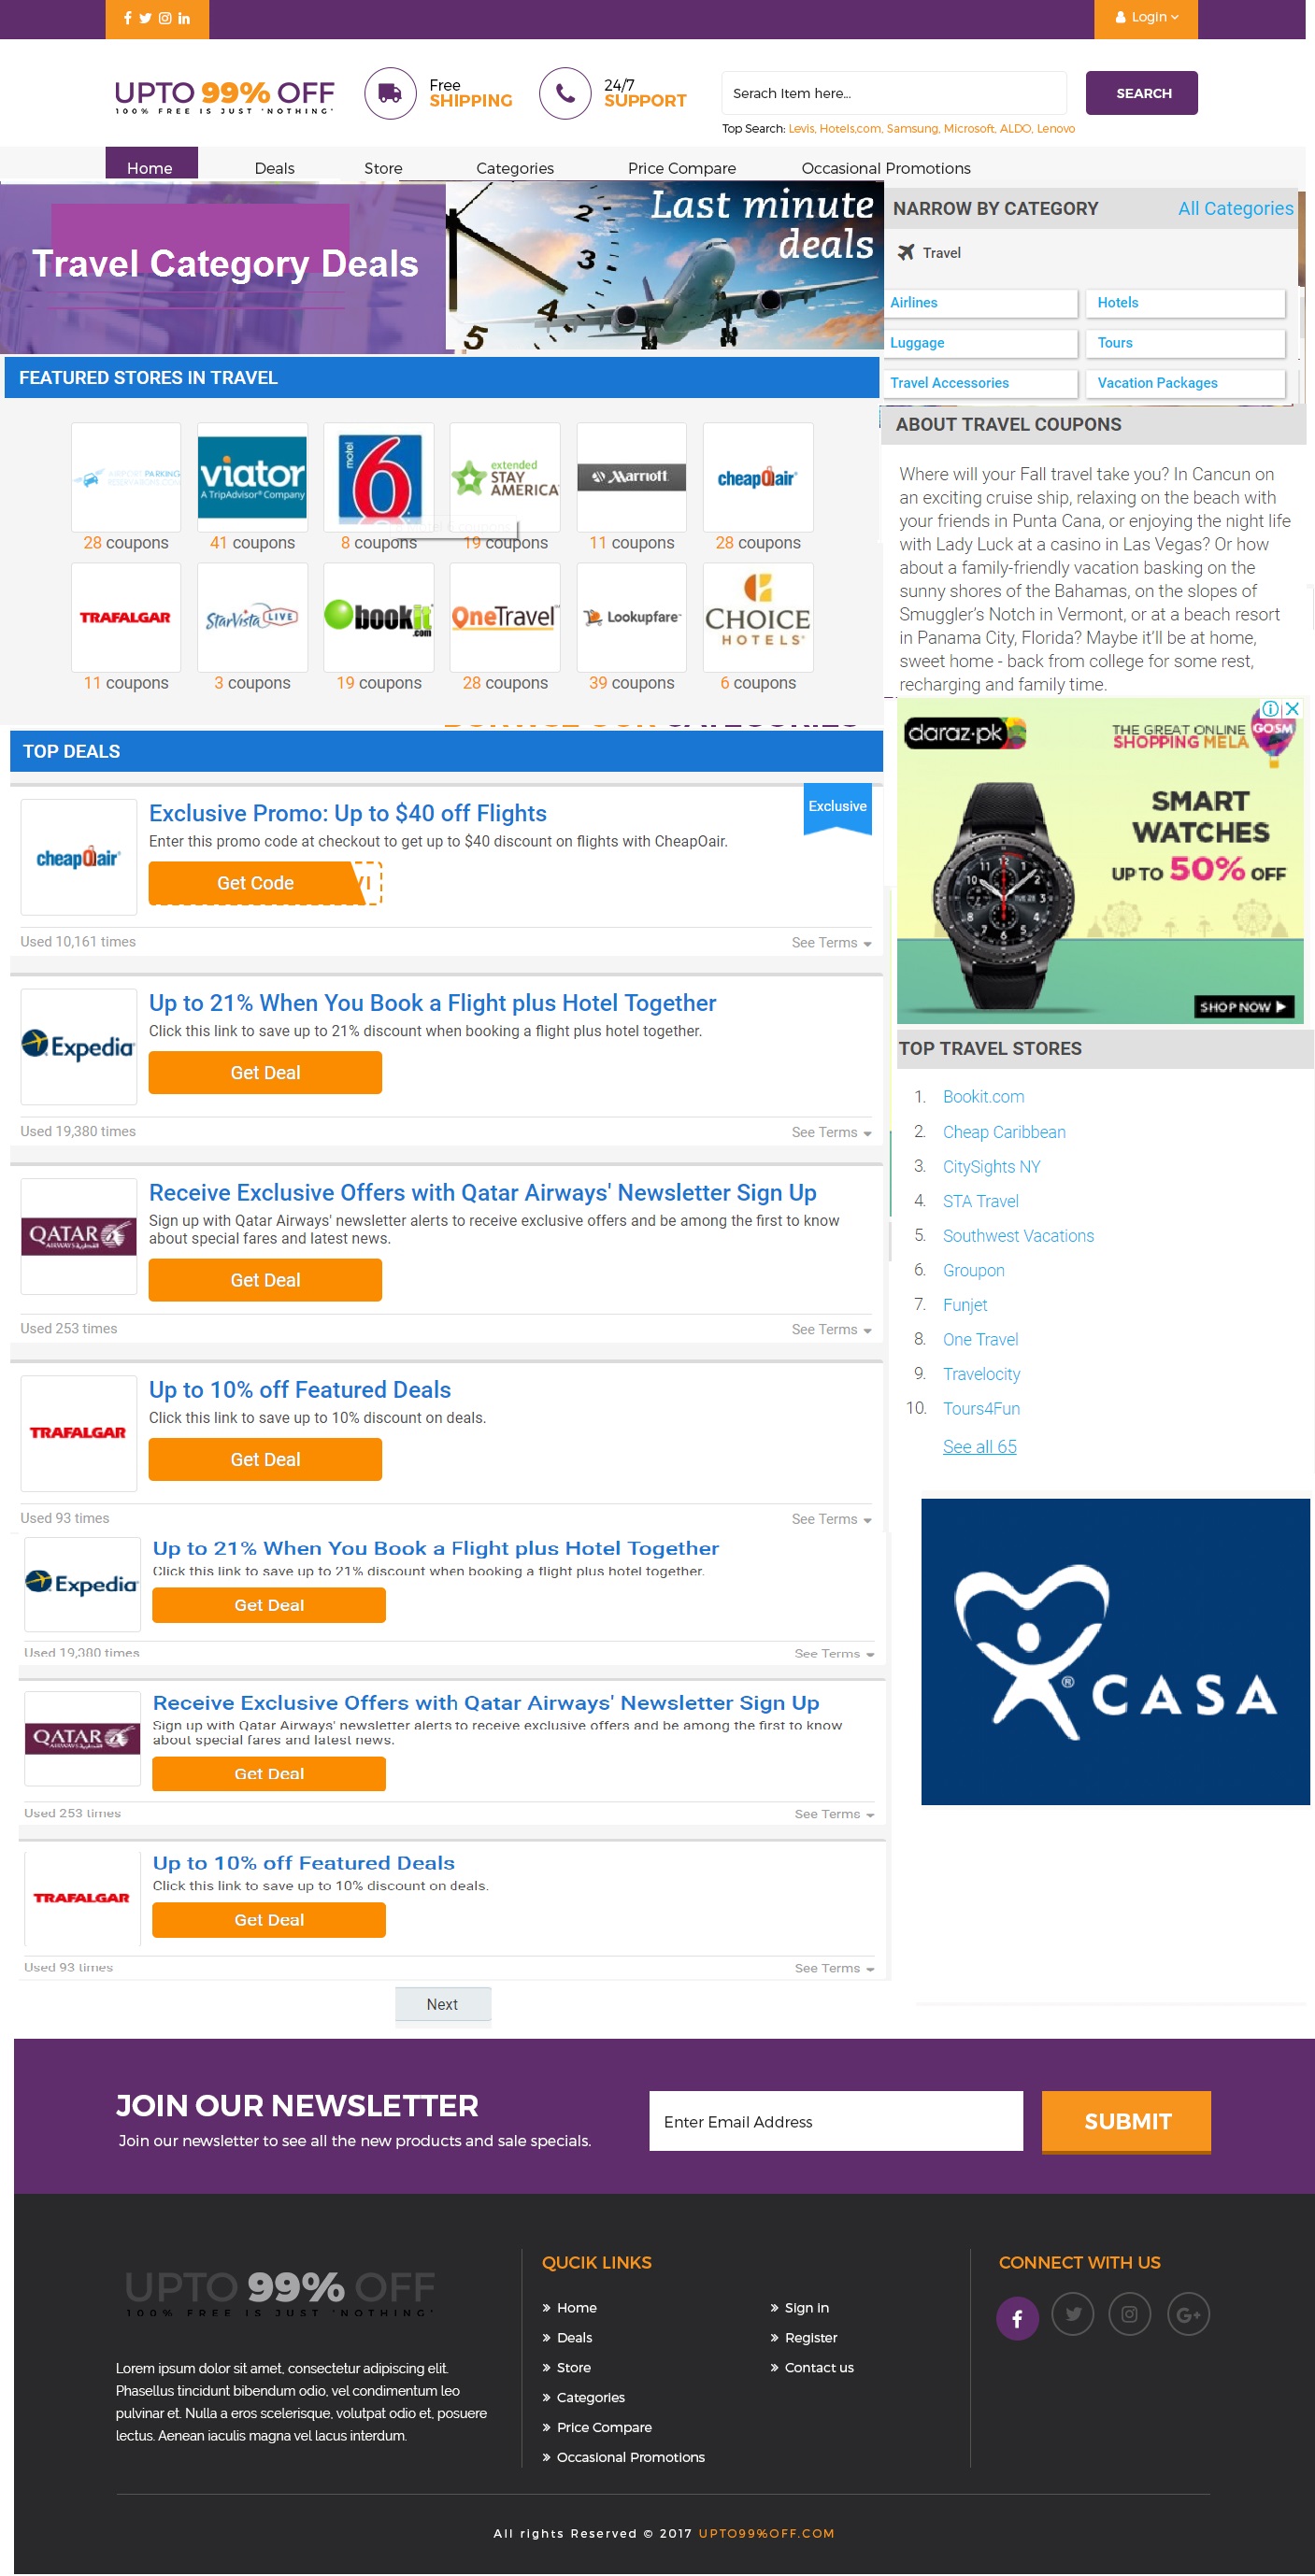 Login
UPTO 99% OFF
100% FREE IS JUST 'NOTHING'
Free
SHIPPING
24/7
SUPPORT
Serach Item here...
SEARCH
Top Search: Levis, Hotels,com, Samsung, Microsoft, ALDO, Lenovo
Home
Deals
Store
Categories
Price Compare
Occasional Promotions
Travel Category Deals
Last minute
deals
2
3
4
5
NARROW BY CATEGORY
All Categories
Travel
Airlines
Hotels
Luggage
Tours
Travel Accessories
Vacation Packages
FEATURED STORES IN TRAVEL
AIRPORT PARKING
RESERVATIONS.COM
viator
A TripAdvisor® Company
motel
6
extended
STAY
AMERICA
Marriott
cheapOair
28 coupons
41 coupons
8 coupons
19 coupons
11 coupons
28 coupons
TRAFALGAR
StarVista LIVE
bookit
.com
OneTravel
Lookupfare
CHOICE
HOTELS
11 coupons
3 coupons
19 coupons
28 coupons
39 coupons
6 coupons
ABOUT TRAVEL COUPONS
Where will your Fall travel take you? In Cancun on
an exciting cruise ship, relaxing on the beach with
your friends in Punta Cana, or enjoying the night life
with Lady Luck at a casino in Las Vegas? Or how
about a family-friendly vacation basking on the
sunny shores of the Bahamas, on the slopes of
Smuggler's Notch in Vermont, or at a beach resort
in Panama City, Florida? Maybe it'll be at home,
sweet home - back from college for some rest,
recharging and family time.
TOP DEALS
cheapOair
Exclusive Promo: Up to $40 off Flights
Exclusive
Enter this promo code at checkout to get up to $40 discount on flights with CheapOair.
Get Code
VI
Used 10,161 times
See Terms
Expedia
Up to 21% When You Book a Flight plus Hotel Together
Click this link to save up to 21% discount when booking a flight plus hotel together.
Get Deal
Used 19,380 times
See Terms
QATAR
AIRWAYS القطرية
Receive Exclusive Offers with Qatar Airways' Newsletter Sign Up
Sign up with Qatar Airways' newsletter alerts to receive exclusive offers and be among the first to know
about special fares and latest news.
Get Deal
Used 253 times
See Terms
TRAFALGAR
Up to 10% off Featured Deals
Click this link to save up to 10% discount on deals.
Get Deal
Used 93 times
See Terms
Expedia
Up to 21% When You Book a Flight plus Hotel Together
Click this link to save up to 21% discount when booking a flight plus hotel together.
Get Deal
Used 19,380 times
See Terms
QATAR
AIRWAYS القطرية
Receive Exclusive Offers with Qatar Airways' Newsletter Sign Up
Sign up with Qatar Airways' newsletter alerts to receive exclusive offers and be among the first to know
about special fares and latest news.
Get Deal
Used 253 times
See Terms
TRAFALGAR
Up to 10% off Featured Deals
Click this link to save up to 10% discount on deals.
Get Deal
Used 93 times
See Terms
Next
daraz.pk
THE GREAT ONLINE
SHOPPING MELA
GOSM
SMART
WATCHES
UP TO 50% OFF
SHOP NOW
TOP TRAVEL STORES
1. Bookit.com
2. Cheap Caribbean
3. CitySights NY
4. STA Travel
5. Southwest Vacations
6. Groupon
7. Funjet
8. One Travel
9. Travelocity
10. Tours4Fun
See all 65
® CASA
JOIN OUR NEWSLETTER
Join our newsletter to see all the new products and sale specials.
Enter Email Address
SUBMIT
UPTO 99% OFF
100% FREE IS JUST 'NOTHING'
Lorem ipsum dolor sit amet, consectetur adipiscing elit.
Phasellus tincidunt bibendum odio, vel condimentum leo
pulvinar et. Nulla a eros scelerisque, volutpat odio et, posuere
lectus. Aenean iaculis magna vel lacus interdum.
QUCIK LINKS
Home
Deals
Store
Categories
Price Compare
Occasional Promotions
Sign in
Register
Contact us
CONNECT WITH US
All rights Reserved © 2017 UPTO99%OFF.COM